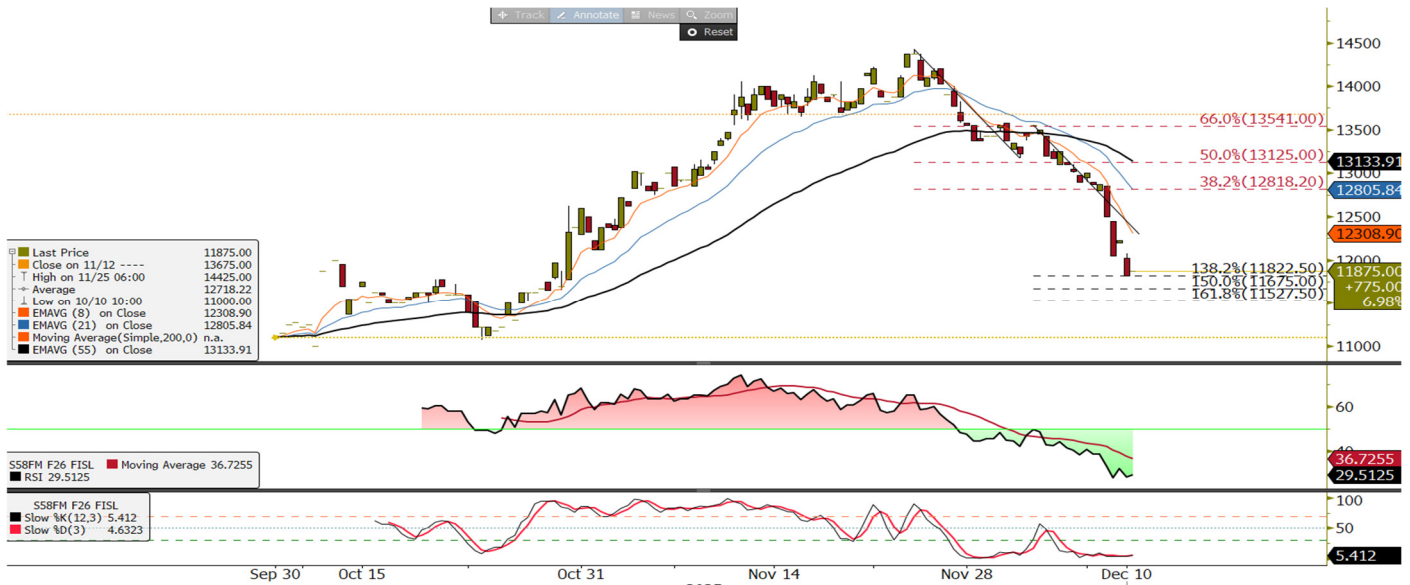 Track Annotate News Zoom
Reset
14500
14000
13500
13133.91
13000
12805.84
12500
12308.90
12000
11875.00
+775.00
6.98%
11000
66.0%(13541.00)
50.0%(13125.00)
38.2%(12818.20)
138.2%(11822.50)
150.0%(11675.00)
161.8%(11527.50)
Last Price 11875.00
Close on 11/12 ---- 13675.00
High on 11/25 06:00 14425.00
Average 12718.22
Low on 10/10 10:00 11000.00
EMAVG (8) on Close 12308.90
EMAVG (21) on Close 12805.84
Moving Average(Simple,200,0) n.a.
EMAVG (55) on Close 13133.91
60
40
36.7255
29.5125
S58FM F26 FISL Moving Average 36.7255
RSI 29.5125
S58FM F26 FISL
Slow %K(12,3) 5.412
Slow %D(3) 4.6323
100
50
5.412
Sep 30 Oct 15 Oct 31 Nov 14 Nov 28 Dec 10